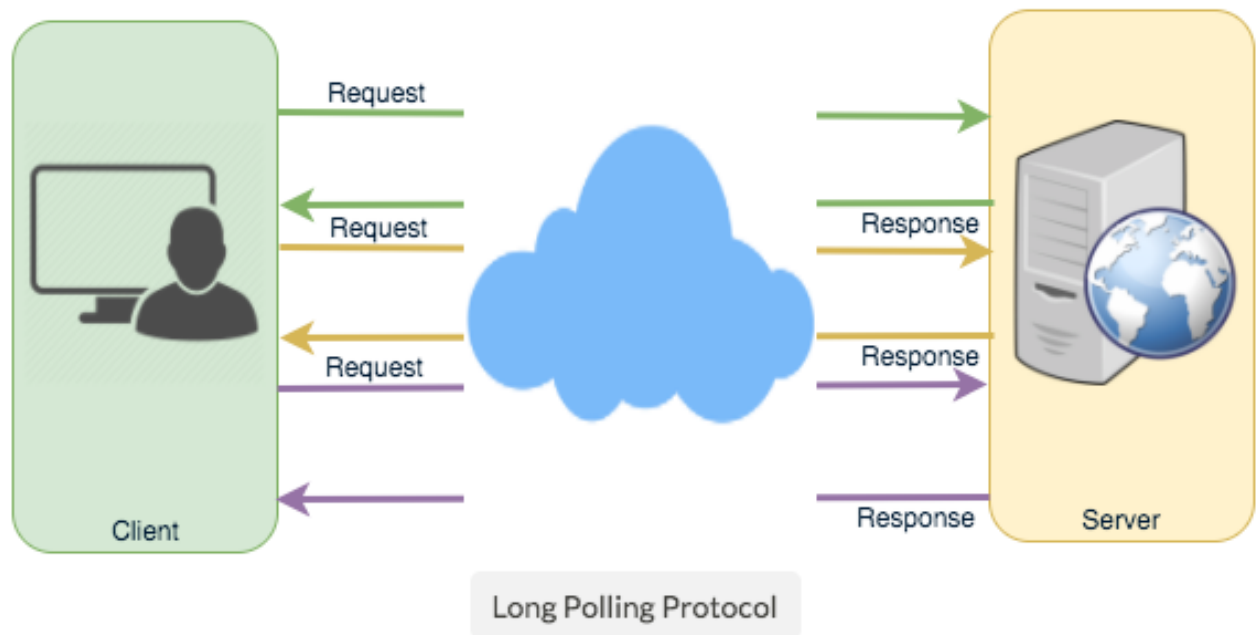 Request
Request
Response
Request
Response
Response
Client
Server
Long Polling Protocol